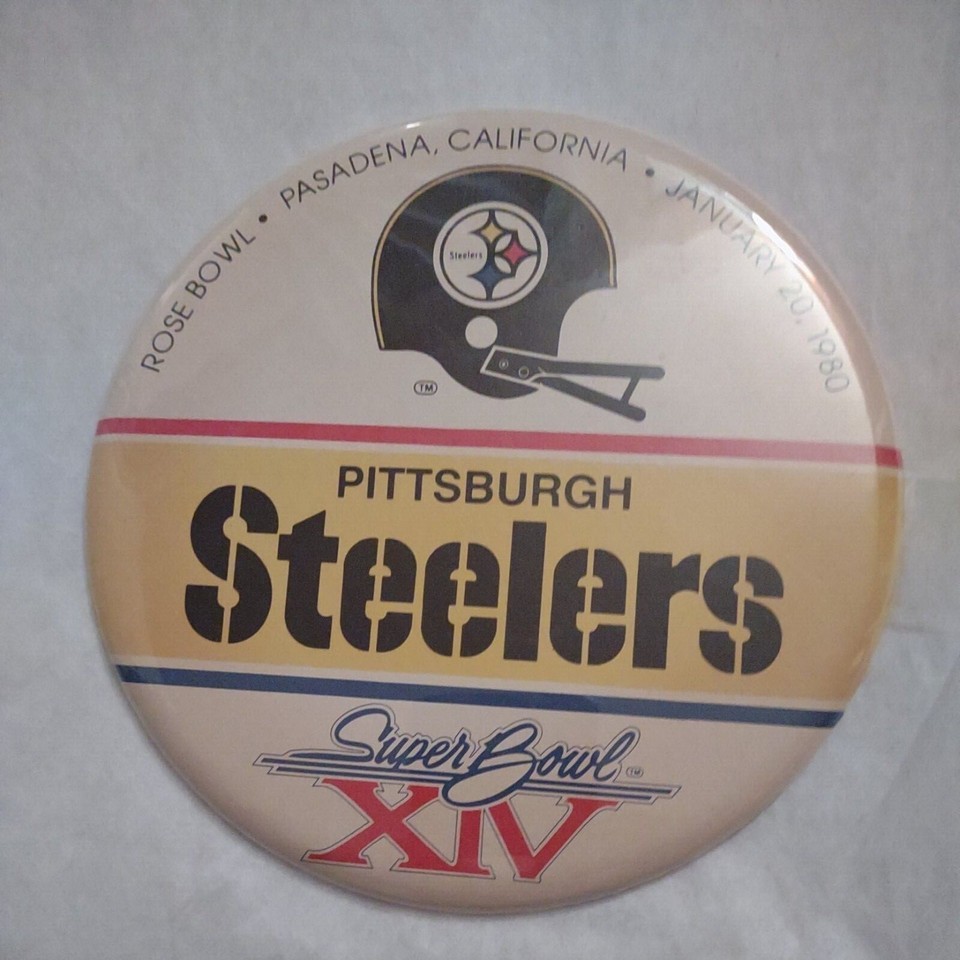 ROSE BOWL • PASADENA, CALIFORNIA • JANUARY 20, 1980
Steelers
TM
PITTSBURGH
Steelers
Super Bowl TM
XIV